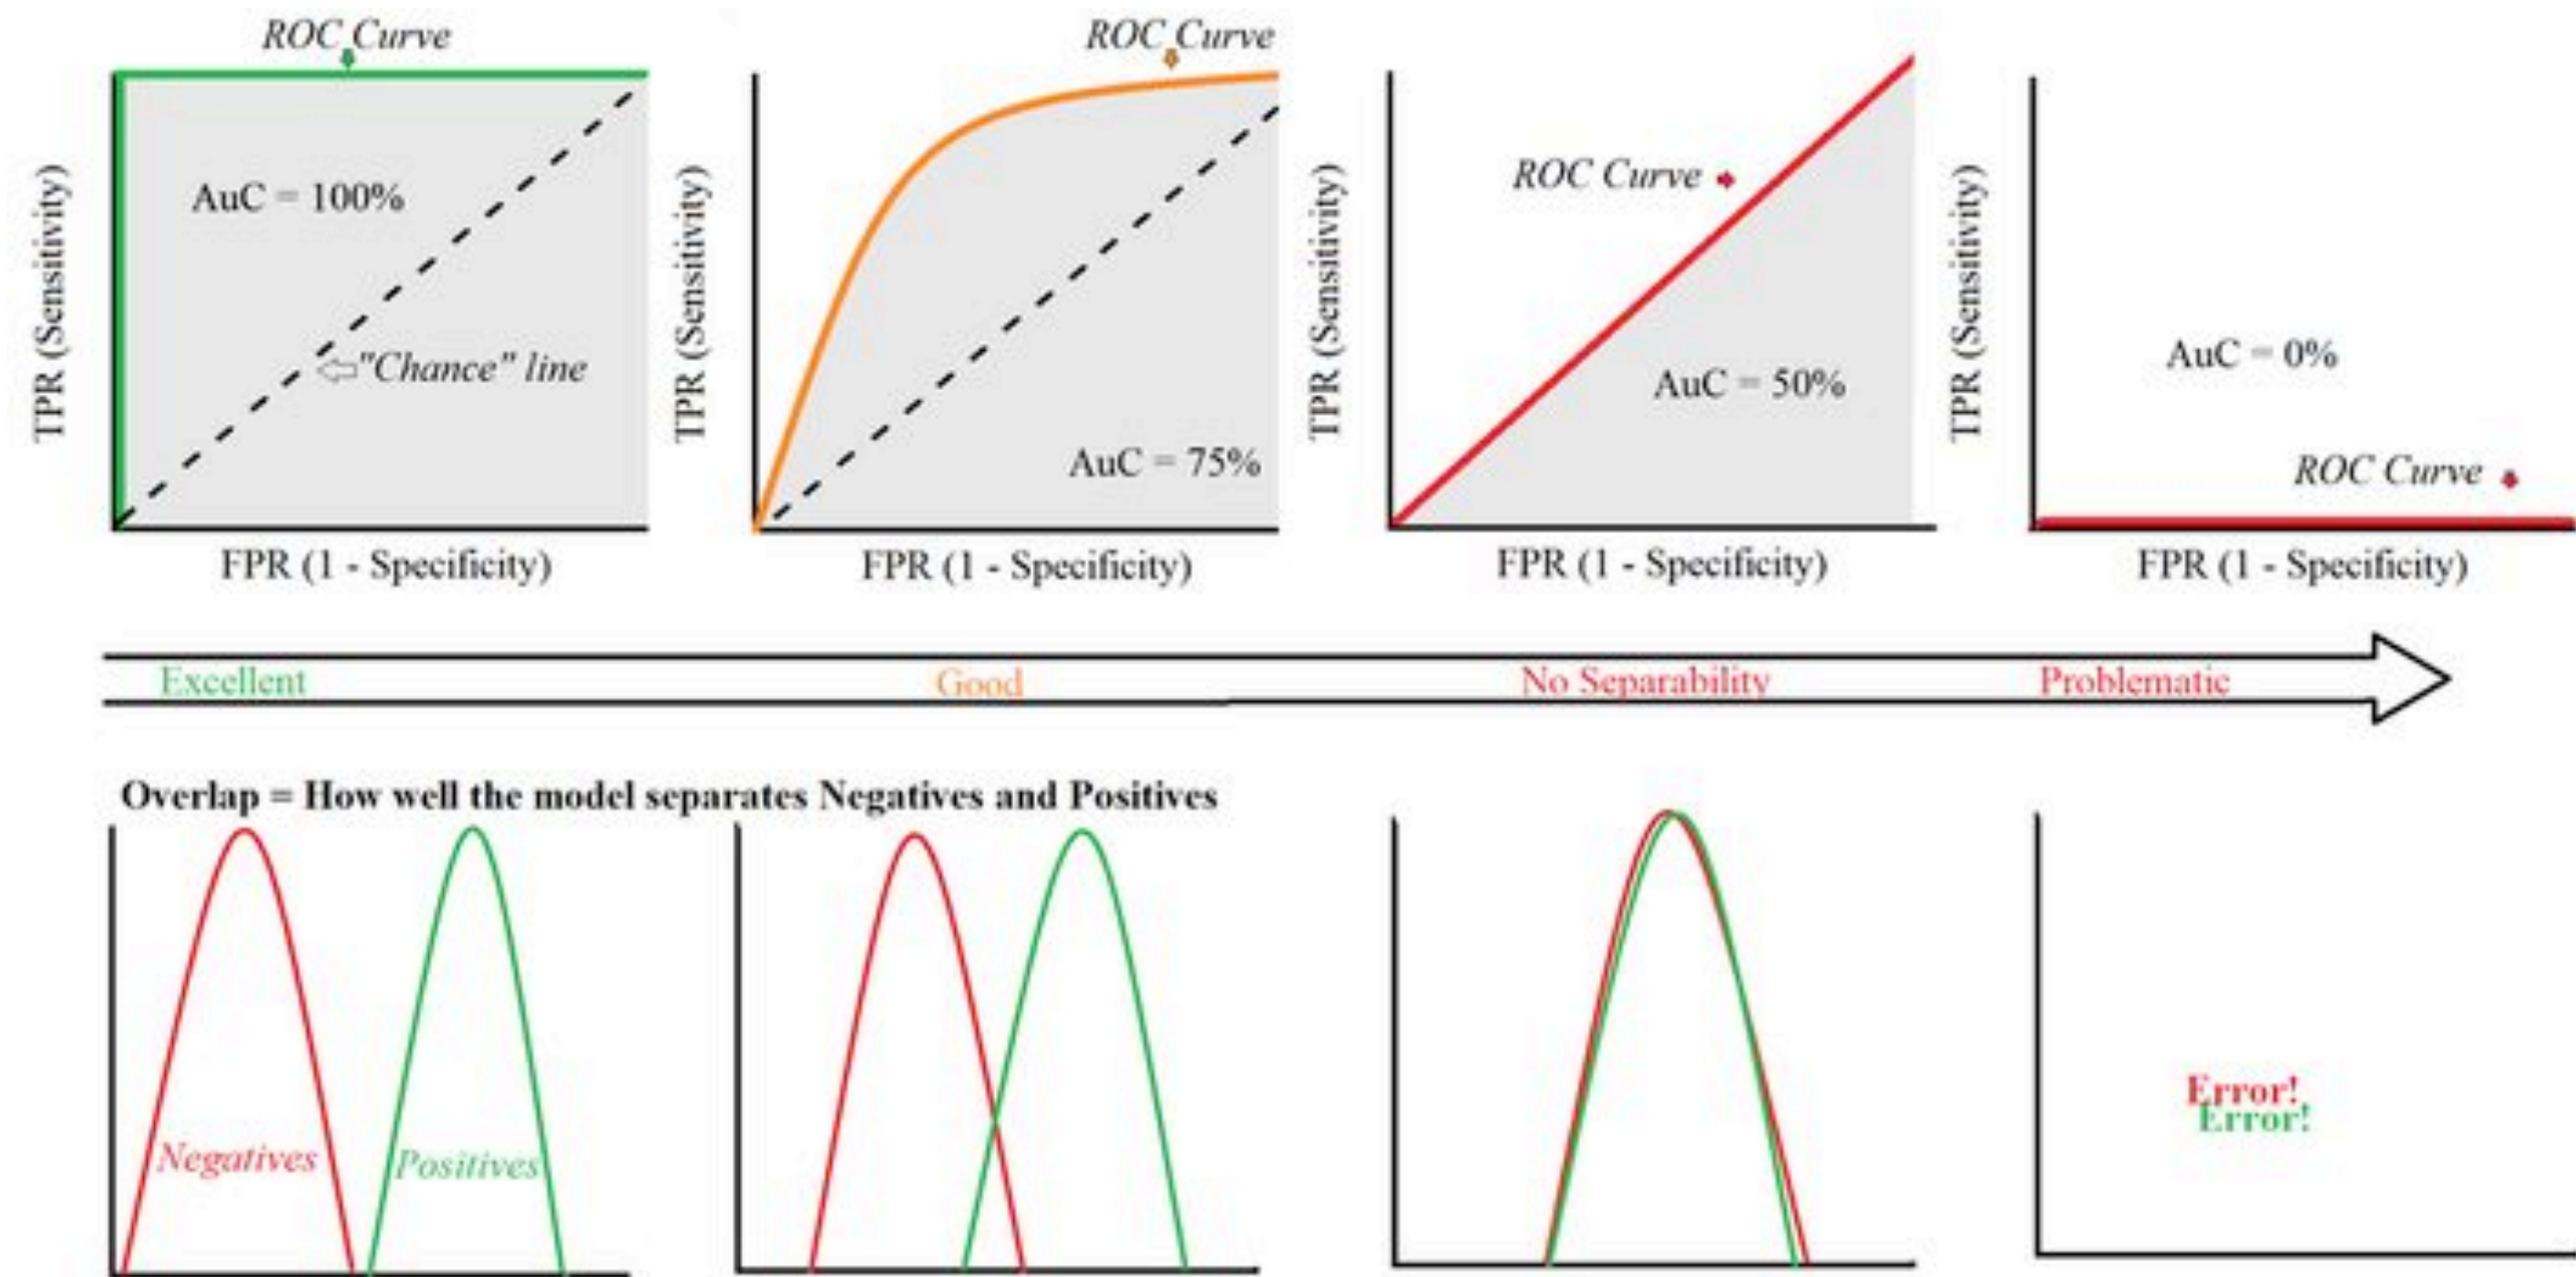 ROC Curve
ROC Curve
TPR (Sensitivity)
AuC = 100%
"Chance" line
FPR (1 - Specificity)
TPR (Sensitivity)
AuC = 75%
FPR (1 - Specificity)
TPR (Sensitivity)
ROC Curve
AuC = 50%
FPR (1 - Specificity)
TPR (Sensitivity)
AuC = 0%
ROC Curve
FPR (1 - Specificity)
Excellent
Good
No Separability
Problematic
Overlap = How well the model separates Negatives and Positives
Negatives
Positives
Error!
Error!